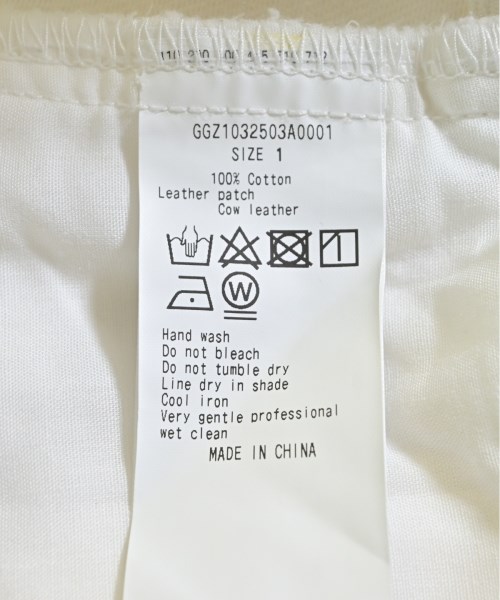 GGZ1032503A0001
SIZE 1
100% Cotton
Leather patch
Cow leather
W
Hand wash
Do not bleach
Do not tumble dry
Line dry in shade
Cool iron
Very gentle professional
wet clean
MADE IN CHINA